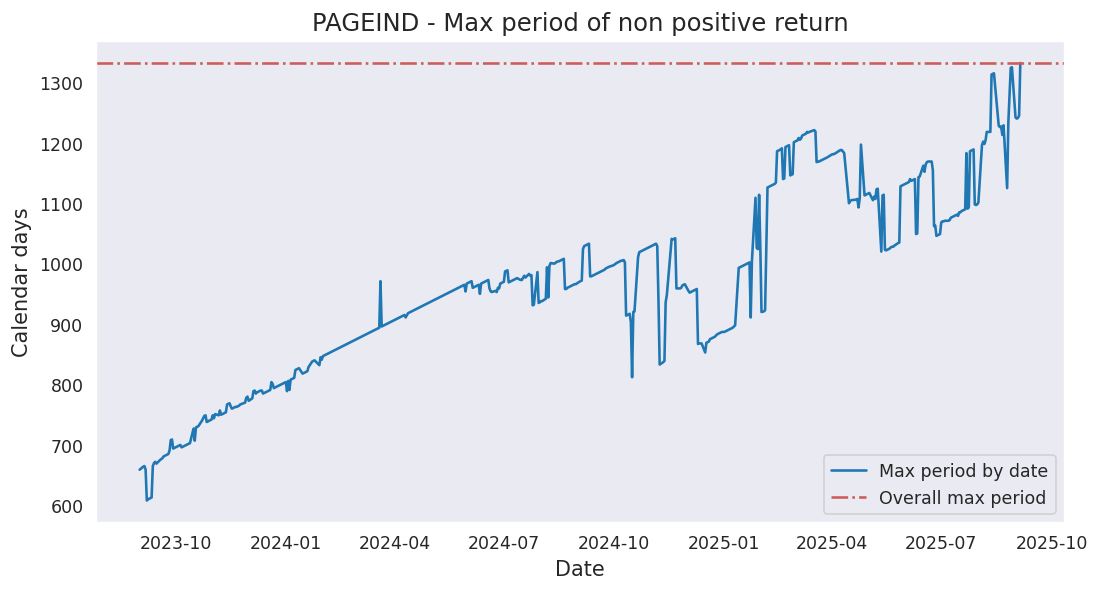 PAGEIND - Max period of non positive return
Calendar days
1300
1200
1100
1000
900
800
700
600
Max period by date
Overall max period
2023-10 2024-01 2024-04 2024-07 2024-10 2025-01 2025-04 2025-07 2025-10
Date